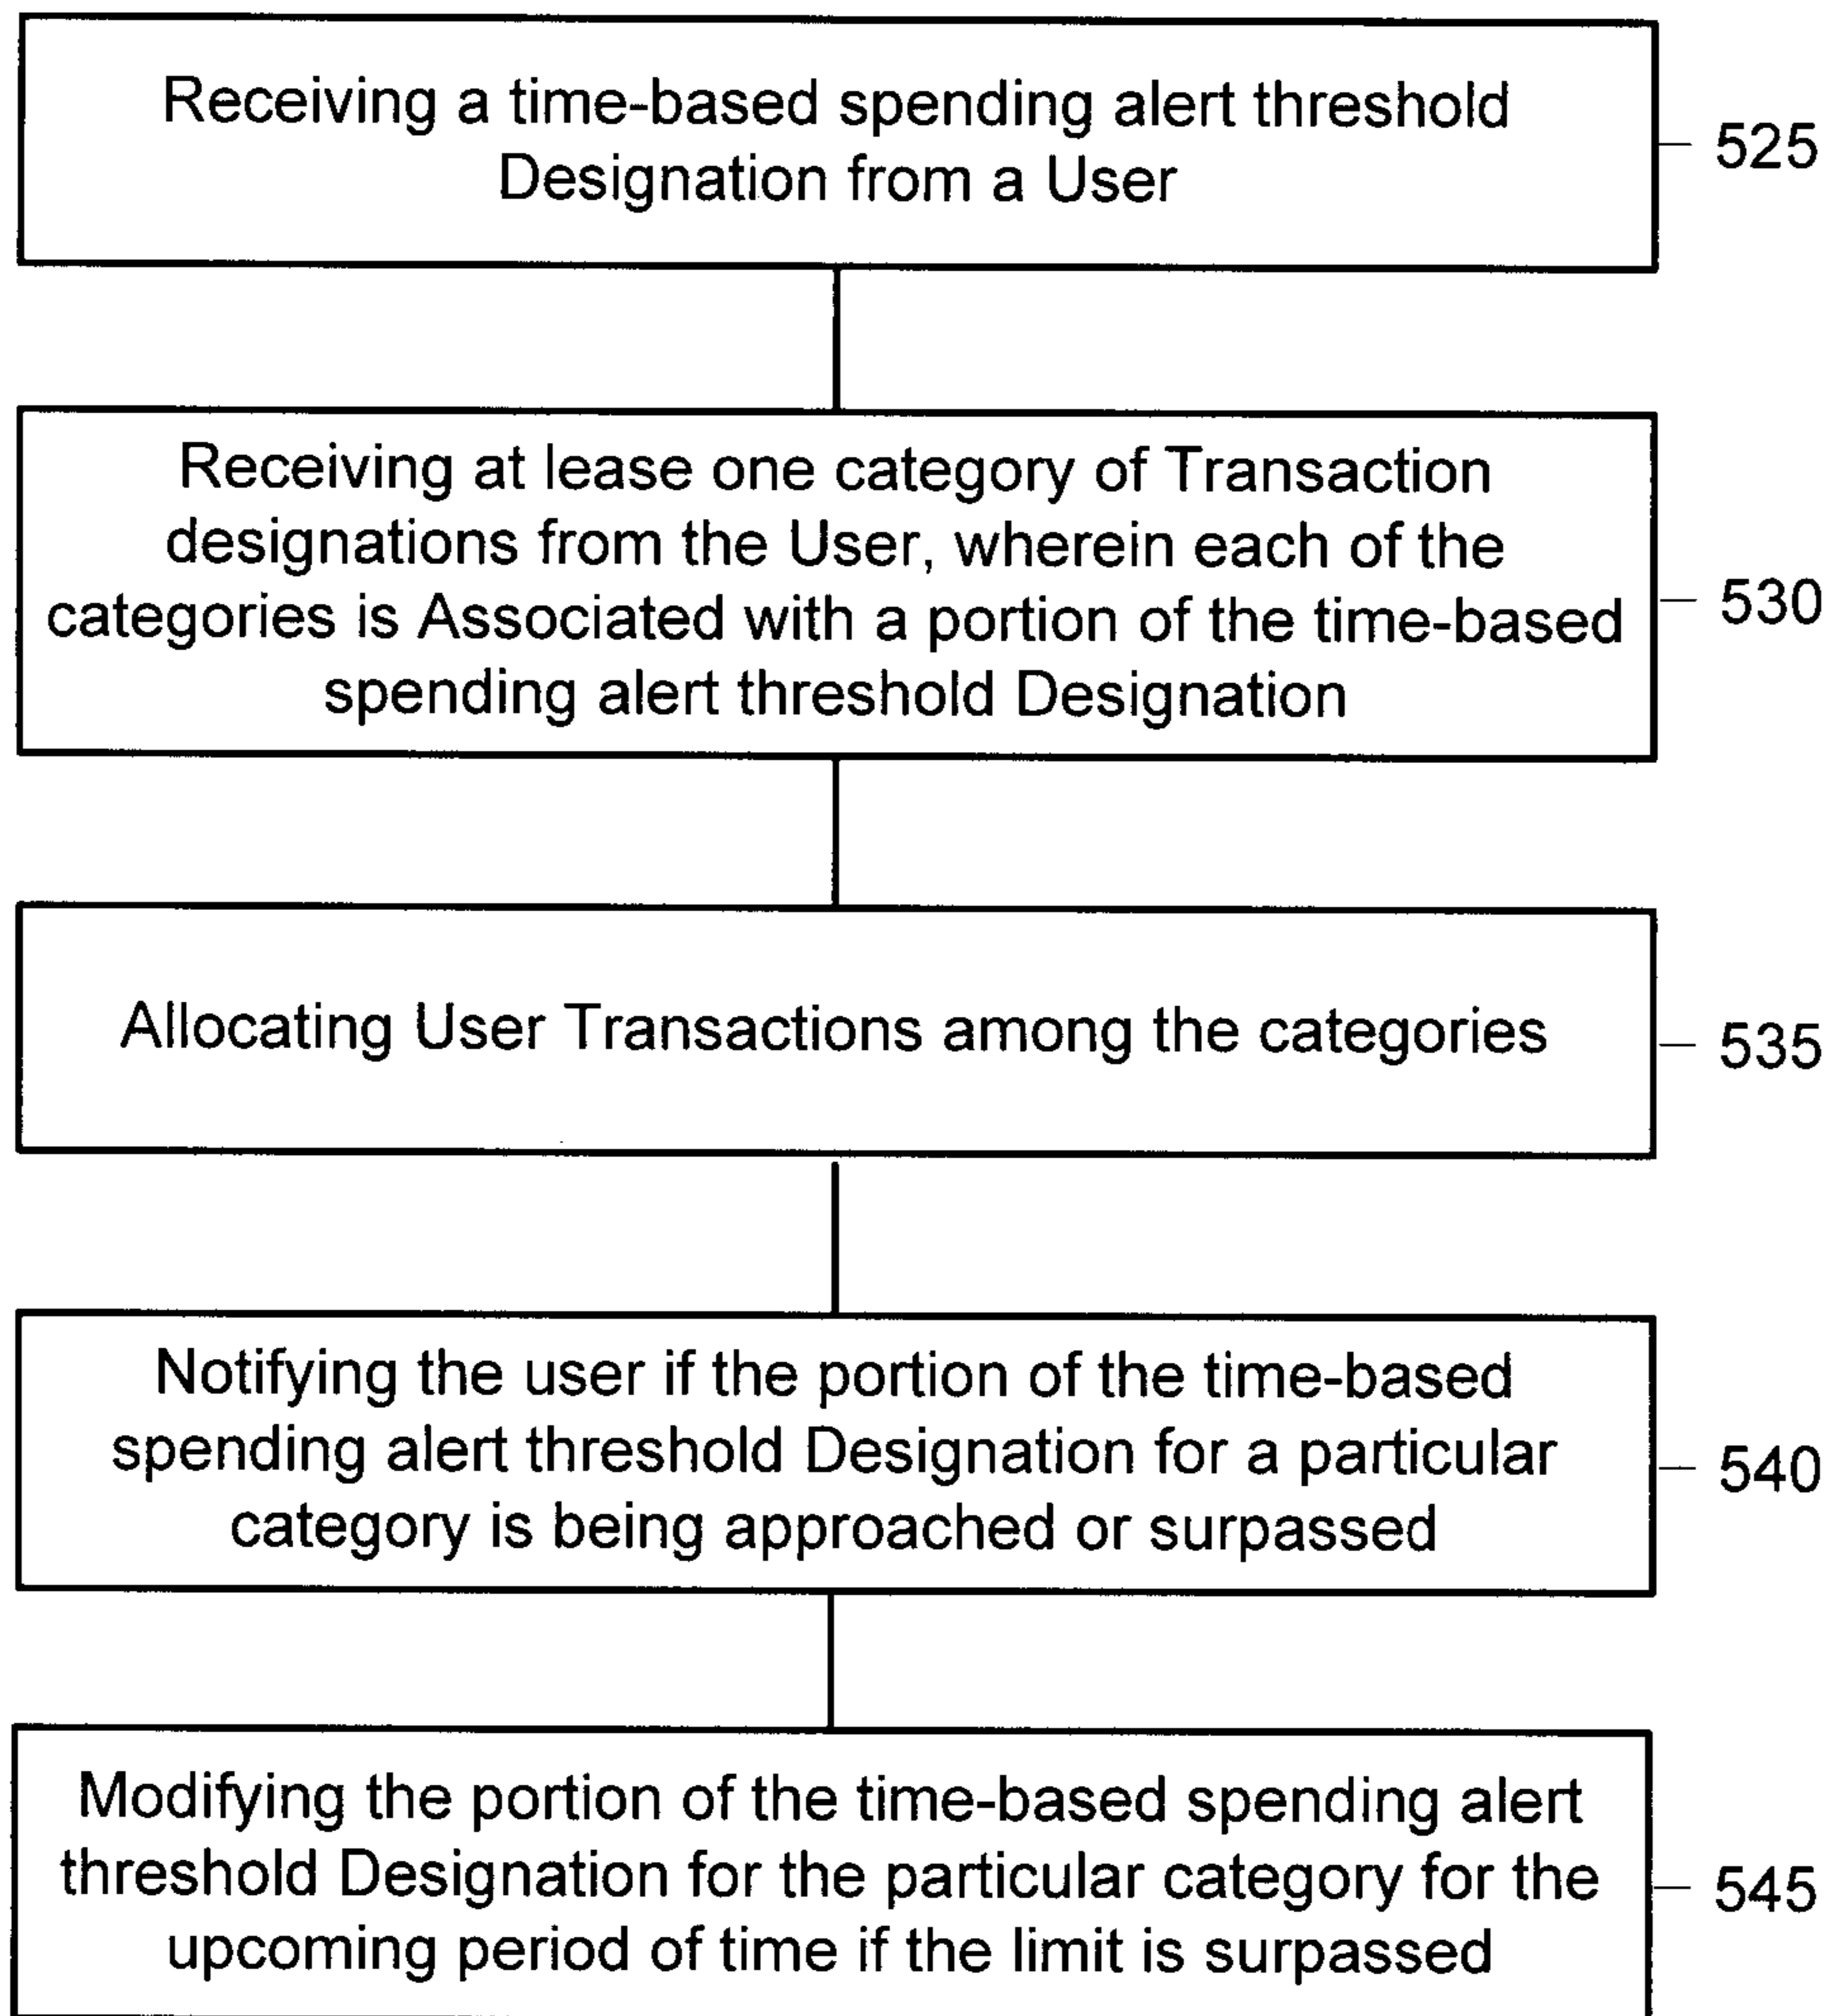 Receiving a time-based spending alert threshold
Designation from a User
525
Receiving at lease one category of Transaction
designations from the User, wherein each of the
categories is Associated with a portion of the time-based
spending alert threshold Designation
530
Allocating User Transactions among the categories
535
Notifying the user if the portion of the time-based
spending alert threshold Designation for a particular
category is being approached or surpassed
540
Modifying the portion of the time-based spending alert
threshold Designation for the particular category for the
upcoming period of time if the limit is surpassed
545